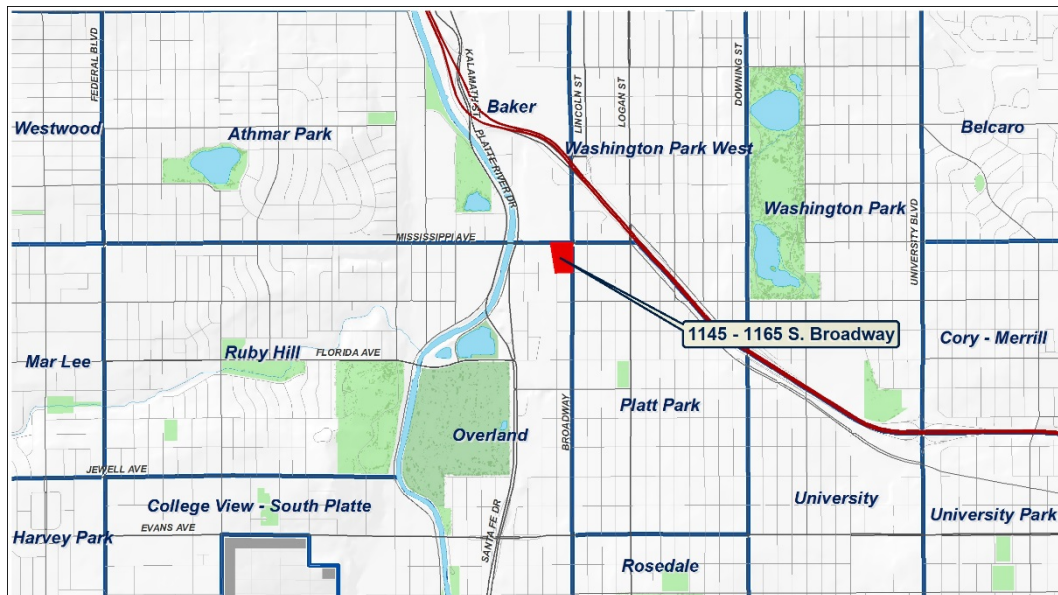 FEDERAL BLVD
KALAMATH ST
PLATTE RIVER DR
Baker
LINCOLN ST
LOGAN ST
DOWNING ST
Westwood
Athmar Park
Washington Park West
Belcaro
Washington Park
UNIVERSITY BLVD
MISSISSIPPI AVE
1145 - 1165 S. Broadway
Mar Lee
Ruby Hill
FLORIDA AVE
Cory - Merrill
BROADWAY
Platt Park
Overland
JEWELL AVE
College View - South Platte
University
University Park
EVANS AVE
Harvey Park
SANTA FE DR
Rosedale